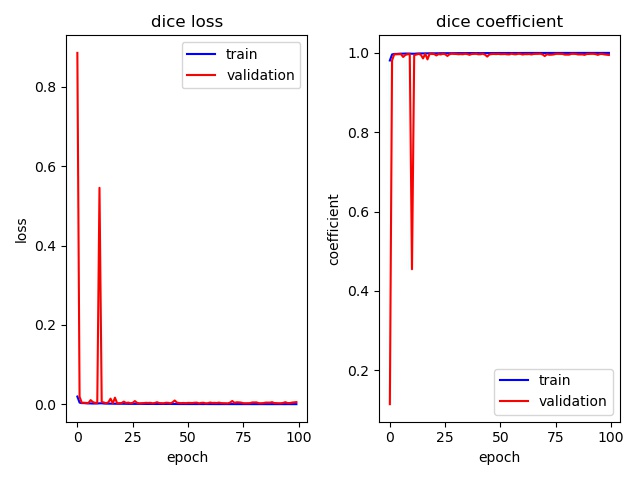 dice loss
train
validation
0.8
0.6
0.4
0.2
0.0
loss
0
25
50
75
100
epoch
dice coefficient
1.0
0.8
0.6
0.4
0.2
coefficient
train
validation
0
25
50
75
100
epoch